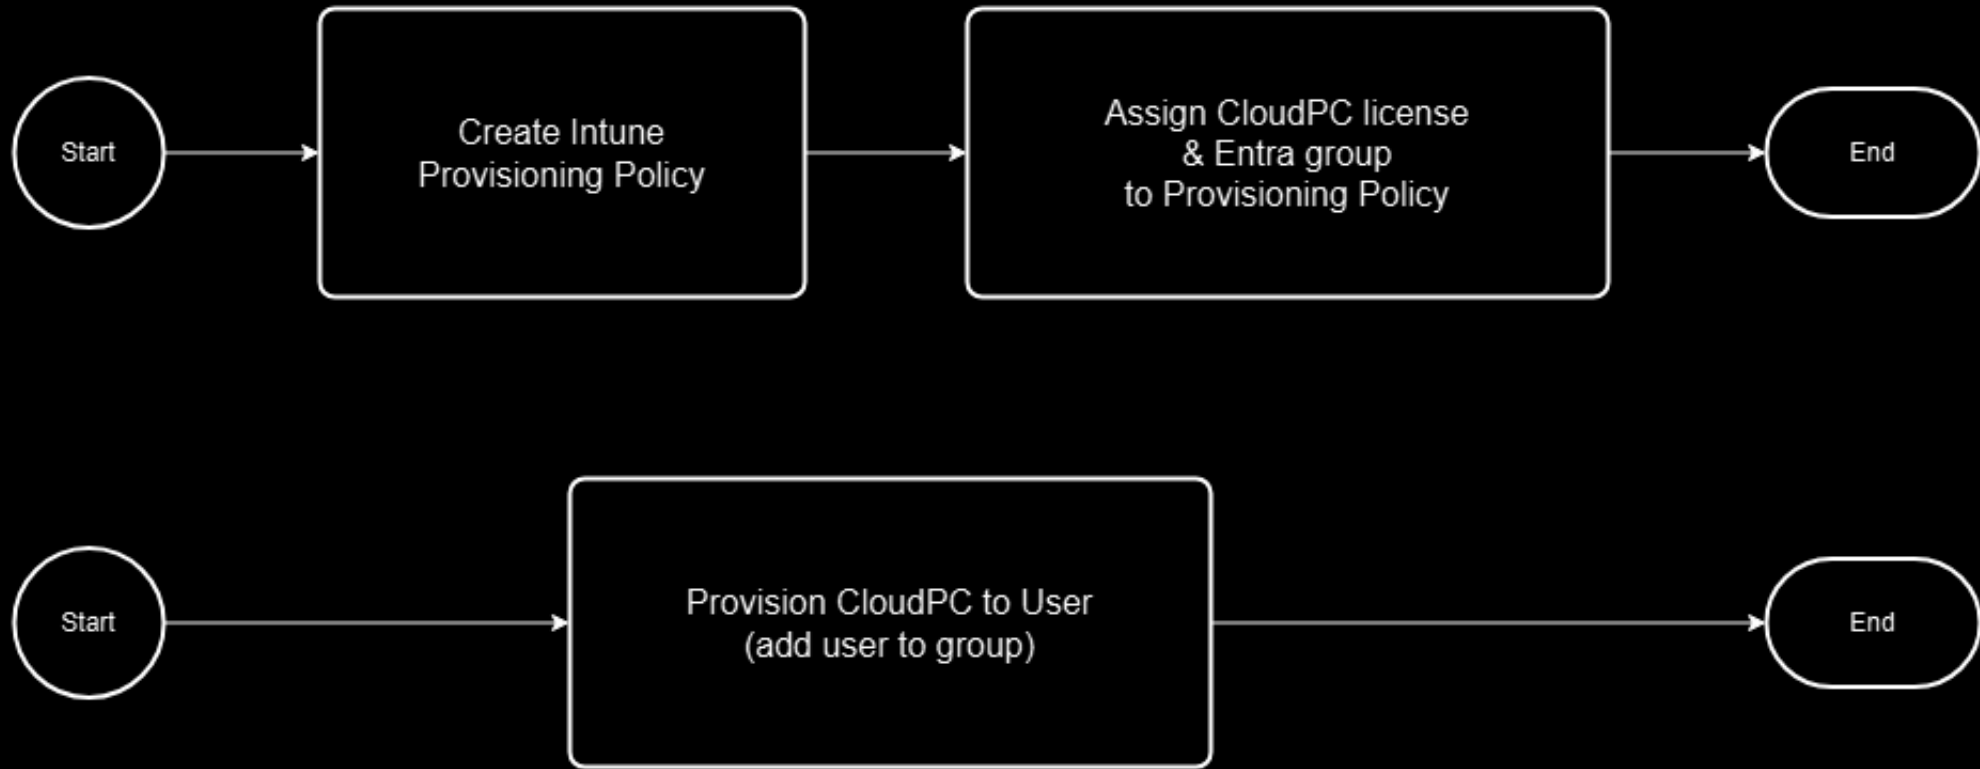 Start
Create Intune
Provisioning Policy
Assign CloudPC license
& Entra group
to Provisioning Policy
End
Start
Provision CloudPC to User
(add user to group)
End